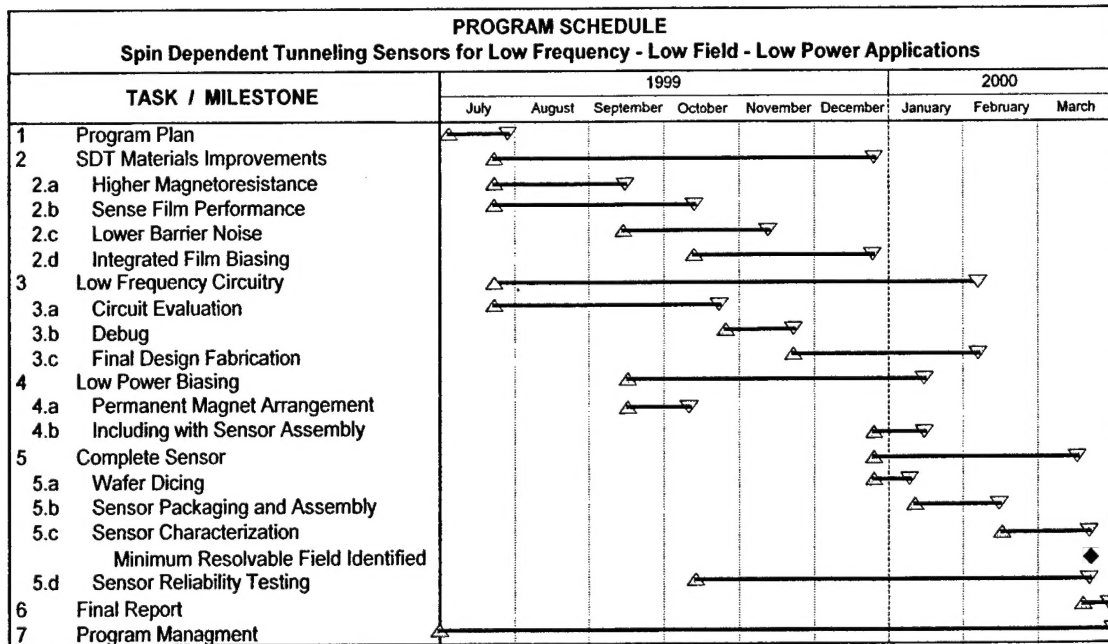 PROGRAM SCHEDULE
Spin Dependent Tunneling Sensors for Low Frequency - Low Field - Low Power Applications
TASK / MILESTONE
1999 2000
July August September October November December January February March
1 Program Plan
2 SDT Materials Improvements
2.a Higher Magnetoresistance
2.b Sense Film Performance
2.c Lower Barrier Noise
2.d Integrated Film Biasing
3 Low Frequency Circuitry
3.a Circuit Evaluation
3.b Debug
3.c Final Design Fabrication
4 Low Power Biasing
4.a Permanent Magnet Arrangement
4.b Including with Sensor Assembly
5 Complete Sensor
5.a Wafer Dicing
5.b Sensor Packaging and Assembly
5.c Sensor Characterization
Minimum Resolvable Field Identified
5.d Sensor Reliability Testing
6 Final Report
7 Program Managment